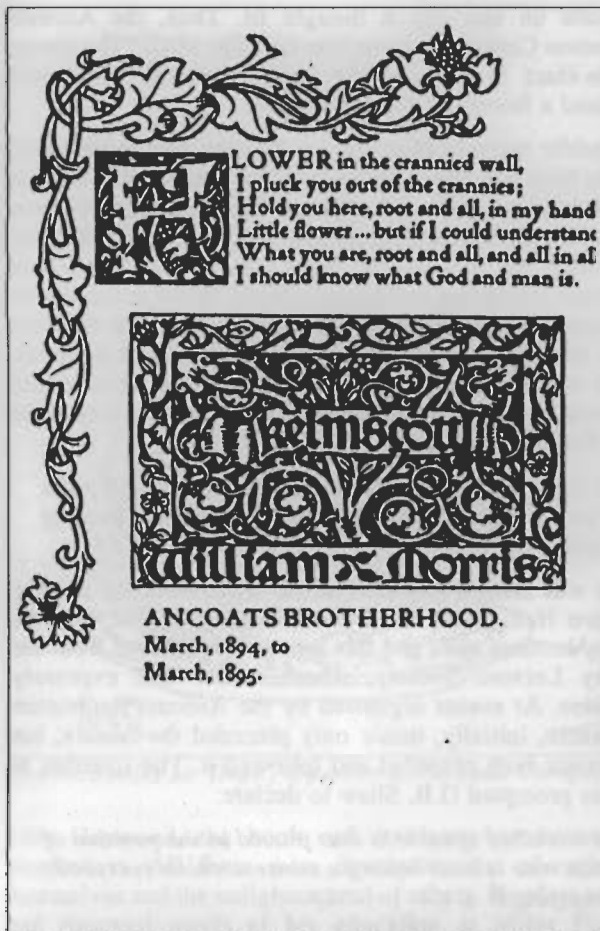 FLOWER in the crannied wall,
I pluck you out of the crannies;
Hold you here, root and all, in my hand
Little flower...but if I could understand
What you are, root and all, and all in all
I should know what God and man is.
Kelmscott
William Morris
ANCOATS BROTHERHOOD.
March, 1894, to
March, 1895.